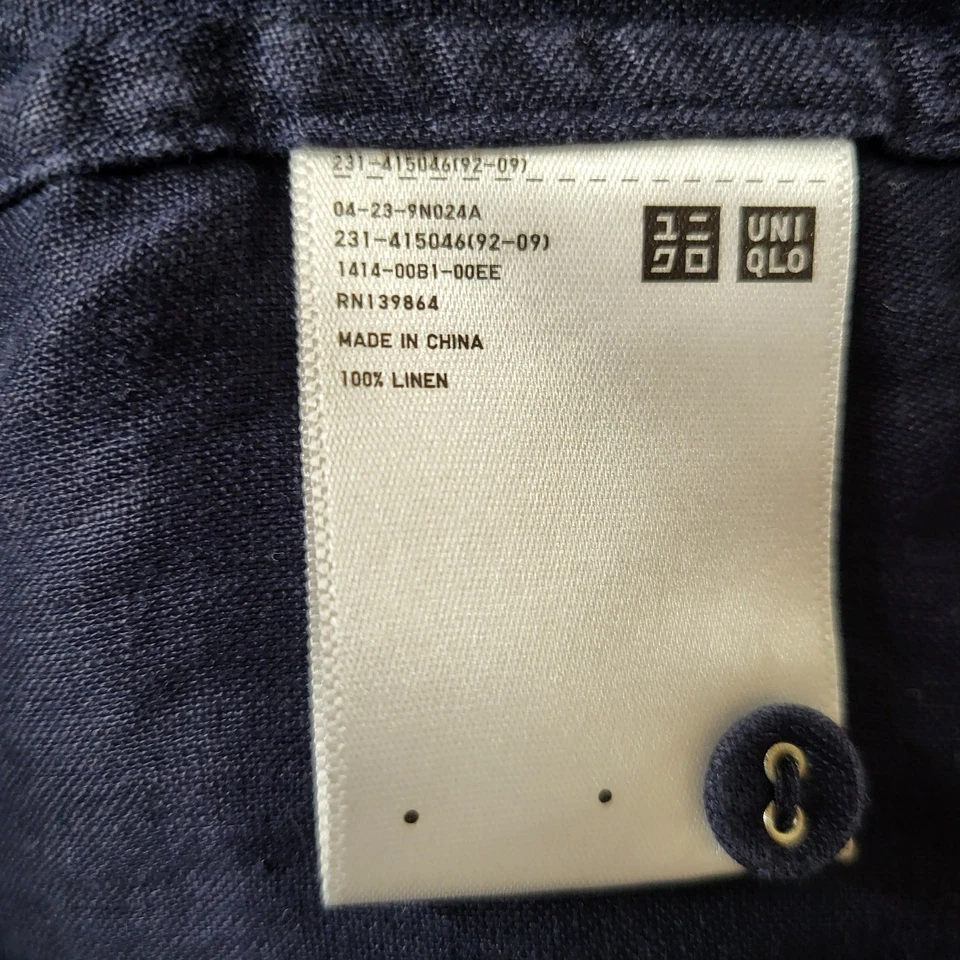 231-415046(92-09)
04-23-9N024A
231-415046(92-09)
1414-00B1-00EE
RN139864
MADE IN CHINA
100% LINEN
ユニ
クロ
UNI
QLO